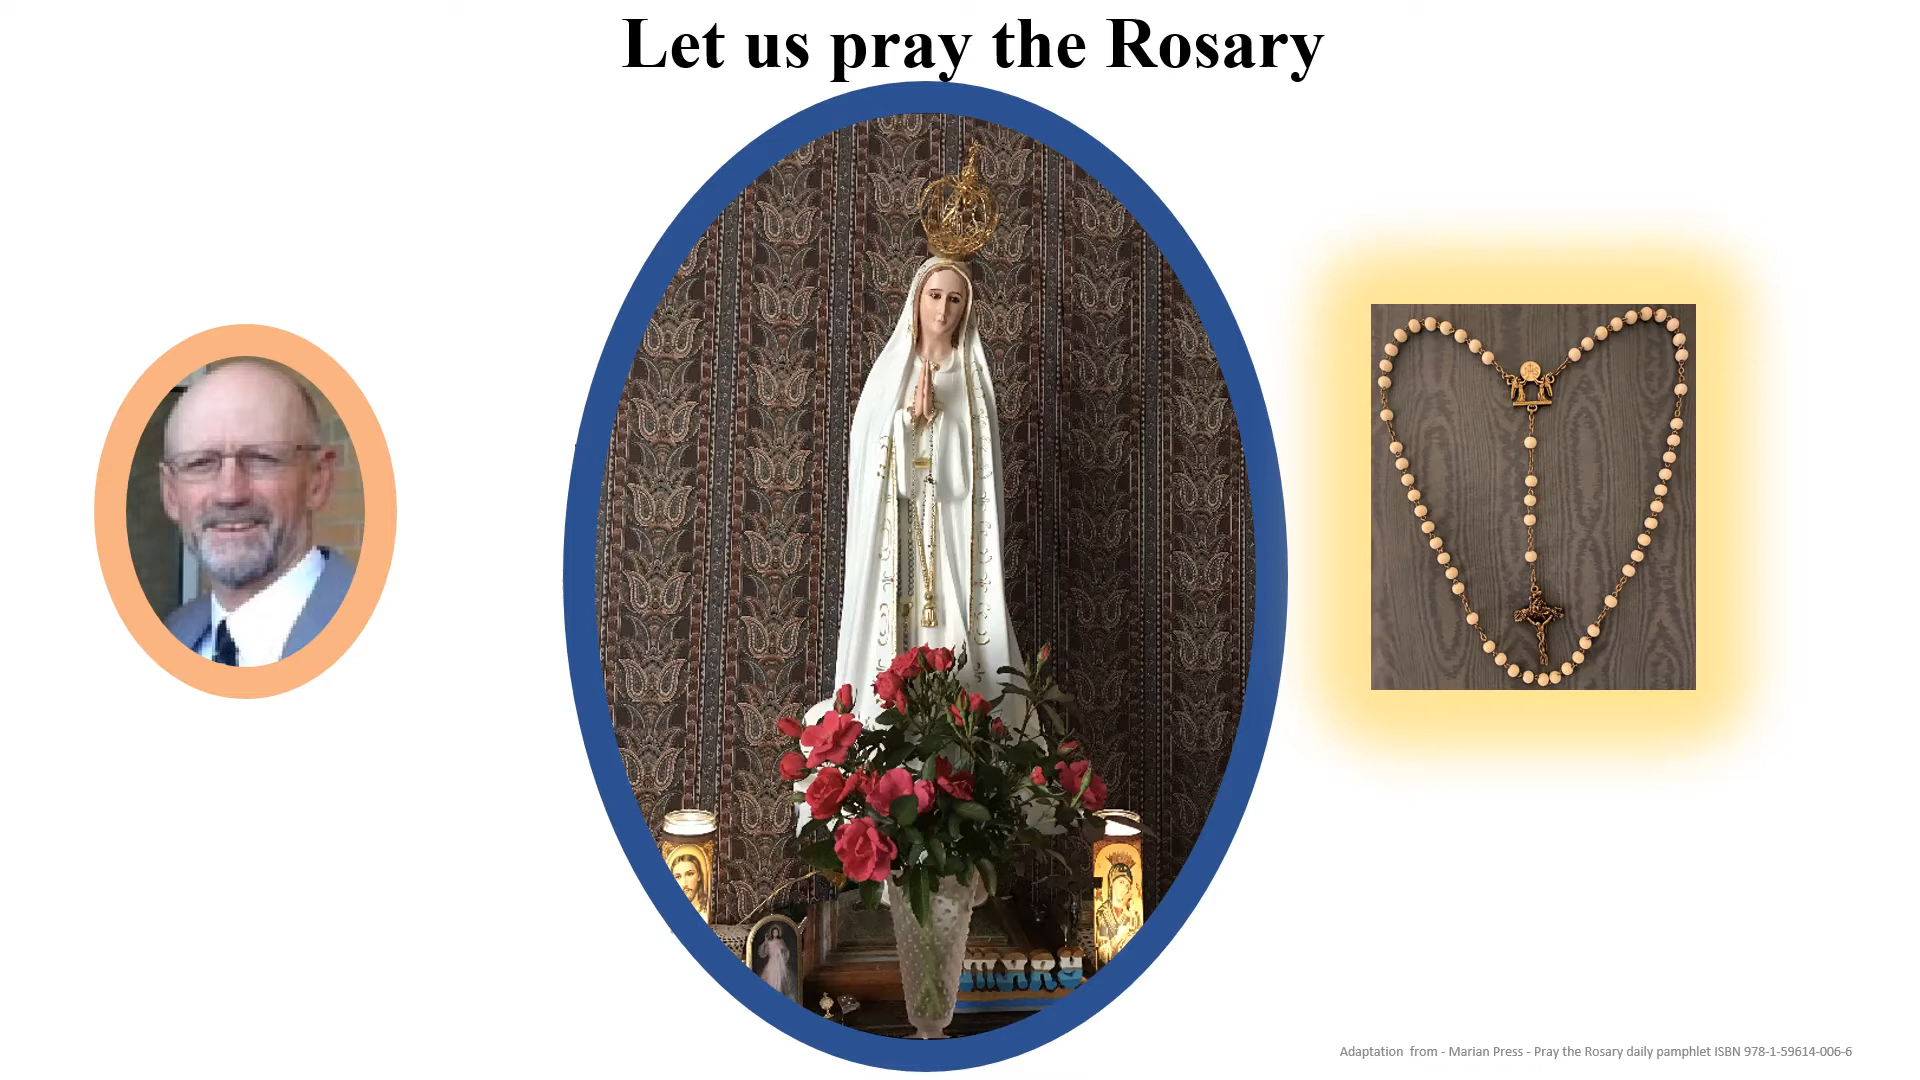 Let us pray the Rosary
MARY
Adaptation from - Marian Press - Pray the Rosary daily pamphlet ISBN 978-1-59614-006-6